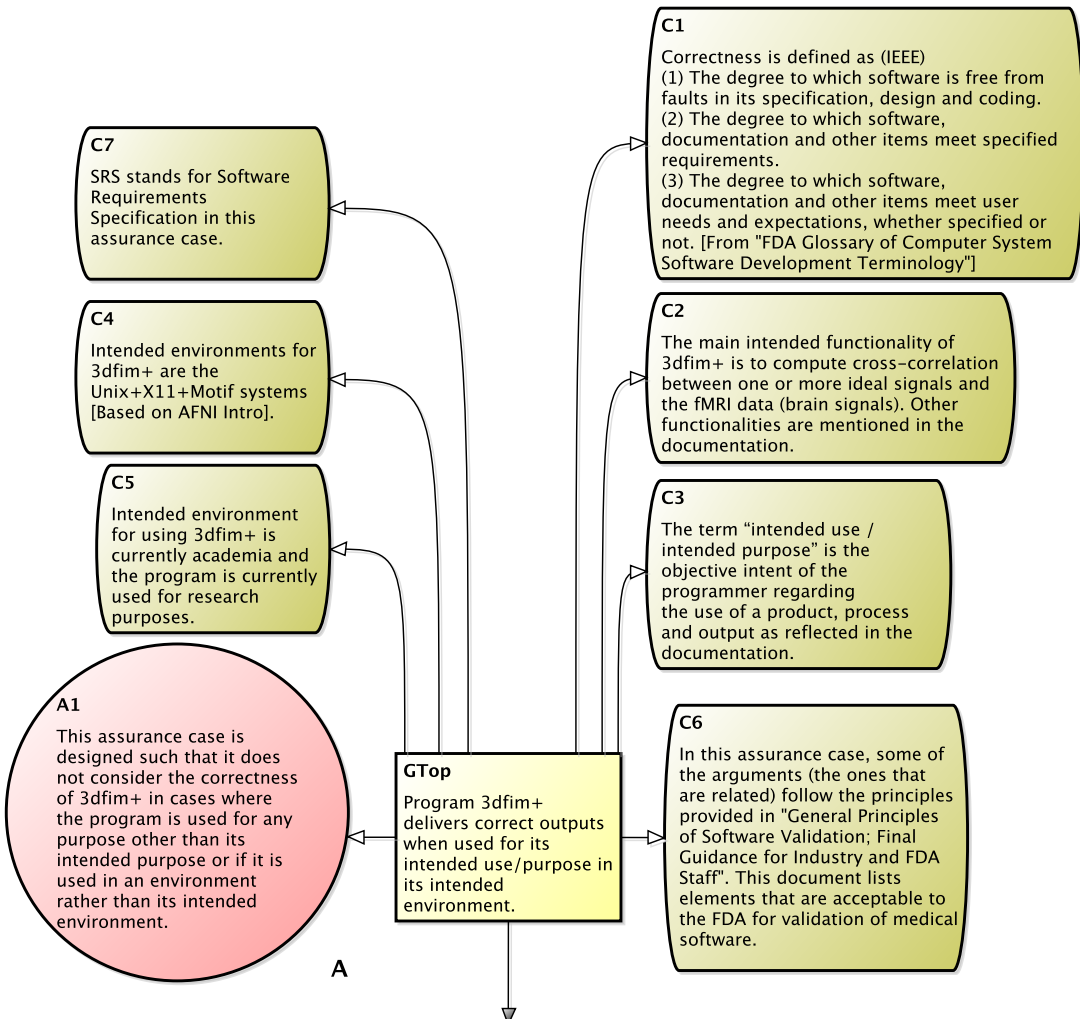 C1
Correctness is defined as (IEEE)
(1) The degree to which software is free from
faults in its specification, design and coding.
(2) The degree to which software,
documentation and other items meet specified
requirements.
(3) The degree to which software,
documentation and other items meet user
needs and expectations, whether specified or
not. [From "FDA Glossary of Computer System
Software Development Terminology"]
C7
SRS stands for Software
Requirements
Specification in this
assurance case.
C4
Intended environments for
3dfim+ are the
Unix+X11+Motif systems
[Based on AFNI Intro].
C2
The main intended functionality of
3dfim+ is to compute cross-correlation
between one or more ideal signals and
the fMRI data (brain signals). Other
functionalities are mentioned in the
documentation.
C5
Intended environment
for using 3dfim+ is
currently academia and
the program is currently
used for research
purposes.
C3
The term “intended use /
intended purpose” is the
objective intent of the
programmer regarding
the use of a product, process
and output as reflected in the
documentation.
A1
This assurance case is
designed such that it does
not consider the correctness
of 3dfim+ in cases where
the program is used for any
purpose other than its
intended purpose or if it is
used in an environment
rather than its intended
environment.
A
GTop
Program 3dfim+
delivers correct outputs
when used for its
intended use/purpose in
its intended
environment.
C6
In this assurance case, some of
the arguments (the ones that
are related) follow the principles
provided in "General Principles
of Software Validation; Final
Guidance for Industry and FDA
Staff". This document lists
elements that are acceptable to
the FDA for validation of medical
software.